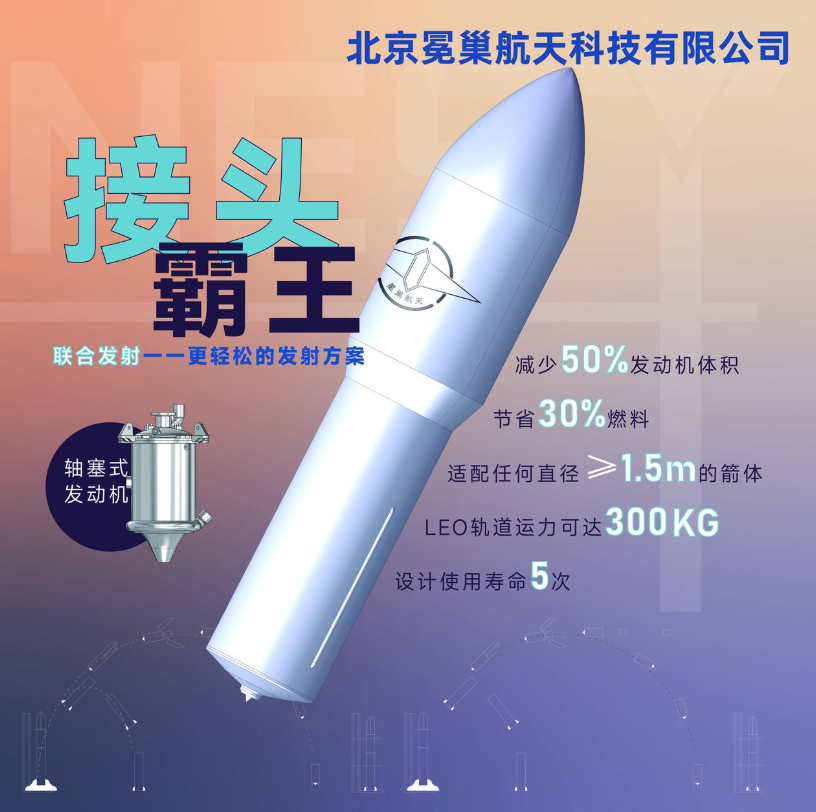 北京冕巢航天科技有限公司
NEST
接头
霸王
联合发射一一更轻松的发射方案
冕巢航天
减少50%发动机体积
节省30%燃料
适配任何直径≥1.5m的箭体
LEO轨道运力可达300KG
设计使用寿命5次
轴塞式
发动机